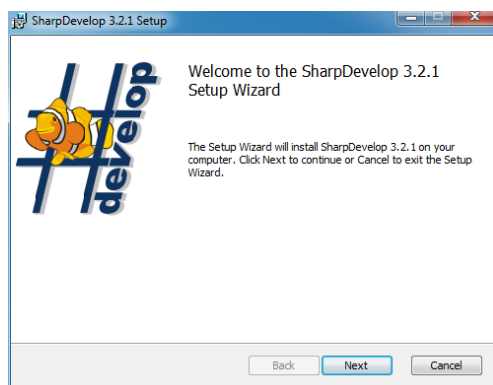 SharpDevelop 3.2.1 Setup
Welcome to the SharpDevelop 3.2.1
Setup Wizard
develop
The Setup Wizard will install SharpDevelop 3.2.1 on your
computer. Click Next to continue or Cancel to exit the Setup
Wizard.
Back Next Cancel